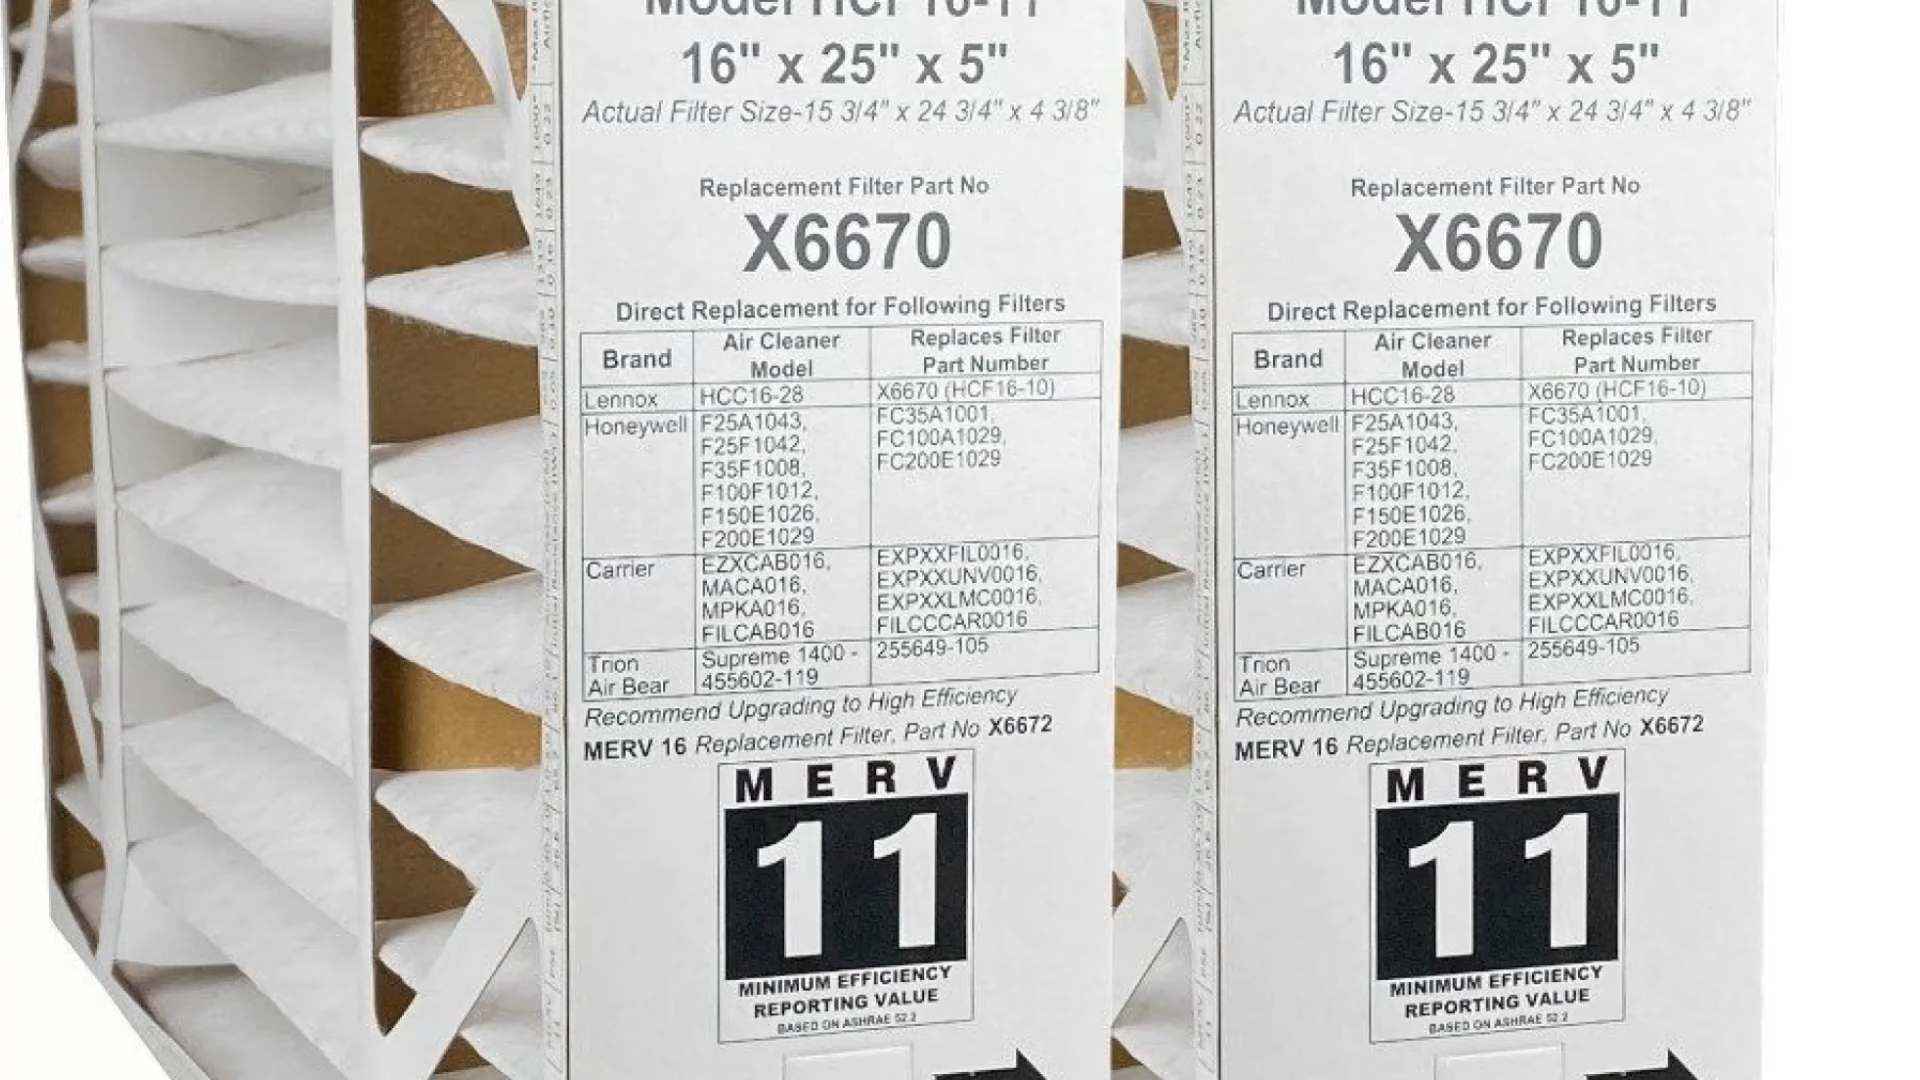 Model HCF16-11
16" x 25" x 5"
Actual Filter Size-15 3/4" x 24 3/4" x 4 3/8"
Replacement Filter Part No
X6670
Direct Replacement for Following Filters
Brand Air Cleaner Model Replaces Filter Part Number
Lennox HCC16-28 X6670 (HCF16-10)
Honeywell F25A1043, FC35A1001,
F25F1042, FC100A1029,
F35F1008, FC200E1029
F100F1012,
F150E1026,
F200E1029
Carrier EZXCAB016, EXPXXFIL0016,
MACA016, EXPXXUNV0016,
MPKA016, EXPXXLMC0016,
FILCAB016 FILCCCAR0016
Trion Supreme 1400 - 255649-105
Air Bear 455602-119
Recommend Upgrading to High Efficiency
MERV 16 Replacement Filter, Part No X6672
MERV
11
MINIMUM EFFICIENCY
REPORTING VALUE
BASED ON ASHRAE 52.2
Model HCF16-11
16" x 25" x 5"
Actual Filter Size-15 3/4" x 24 3/4" x 4 3/8"
Replacement Filter Part No
X6670
Direct Replacement for Following Filters
Brand Air Cleaner Model Replaces Filter Part Number
Lennox HCC16-28 X6670 (HCF16-10)
Honeywell F25A1043, FC35A1001,
F25F1042, FC100A1029,
F35F1008, FC200E1029
F100F1012,
F150E1026,
F200E1029
Carrier EZXCAB016, EXPXXFIL0016,
MACA016, EXPXXUNV0016,
MPKA016, EXPXXLMC0016,
FILCAB016 FILCCCAR0016
Trion Supreme 1400 - 255649-105
Air Bear 455602-119
Recommend Upgrading to High Efficiency
MERV 16 Replacement Filter, Part No X6672
MERV
11
MINIMUM EFFICIENCY
REPORTING VALUE
BASED ON ASHRAE 52.2